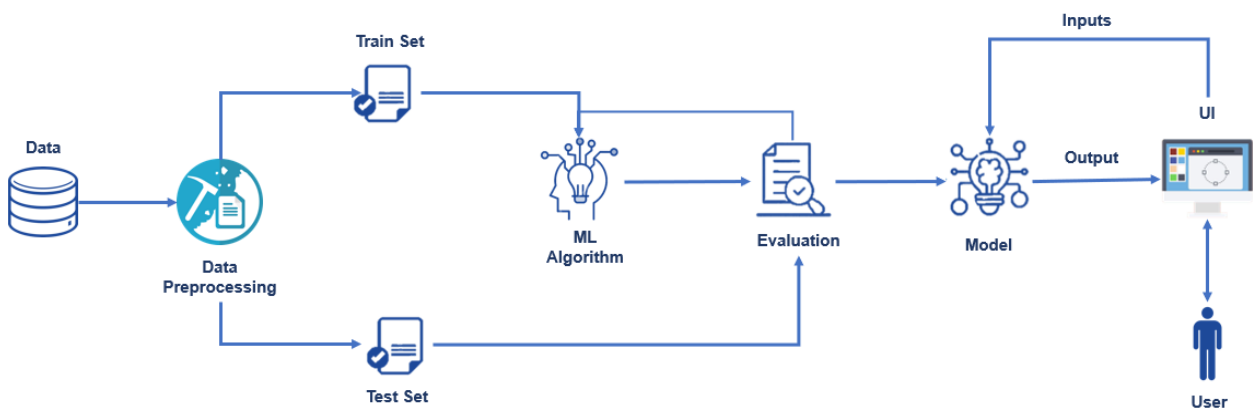 Inputs
Train Set
UI
Data
Output
ML
Algorithm
Evaluation
Model
Data
Preprocessing
Test Set
User